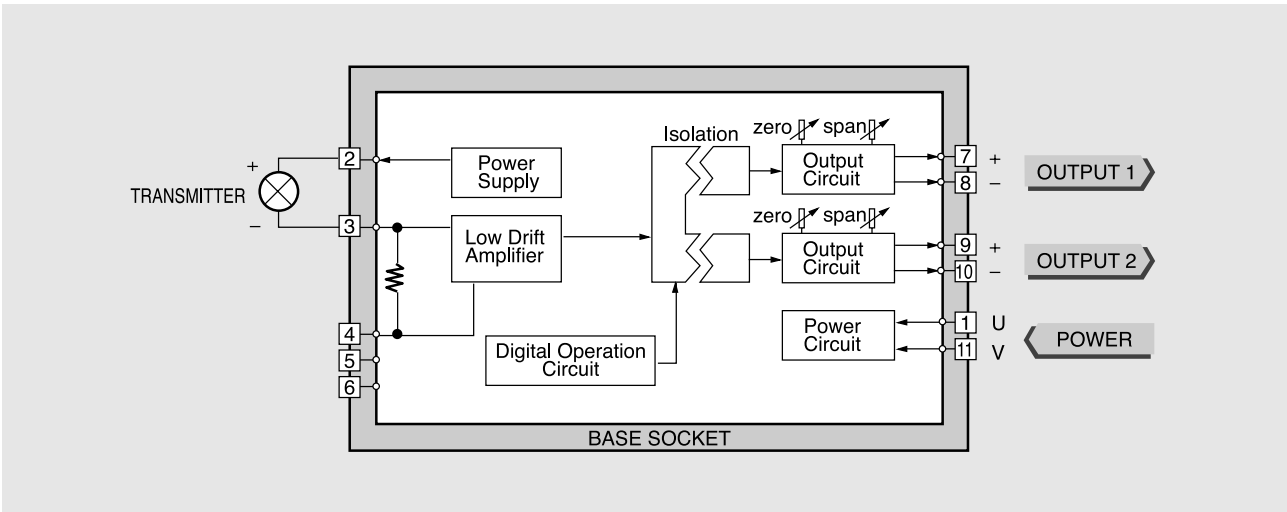 Isolation
zero
span
2
+
TRANSMITTER
−
3
4
5
6
Power
Supply
Low Drift
Amplifier
Digital Operation
Circuit
Output
Circuit
7
+
8
−
OUTPUT 1
zero
span
Output
Circuit
9
+
10
−
OUTPUT 2
Power
Circuit
1
U
11
V
POWER
BASE SOCKET